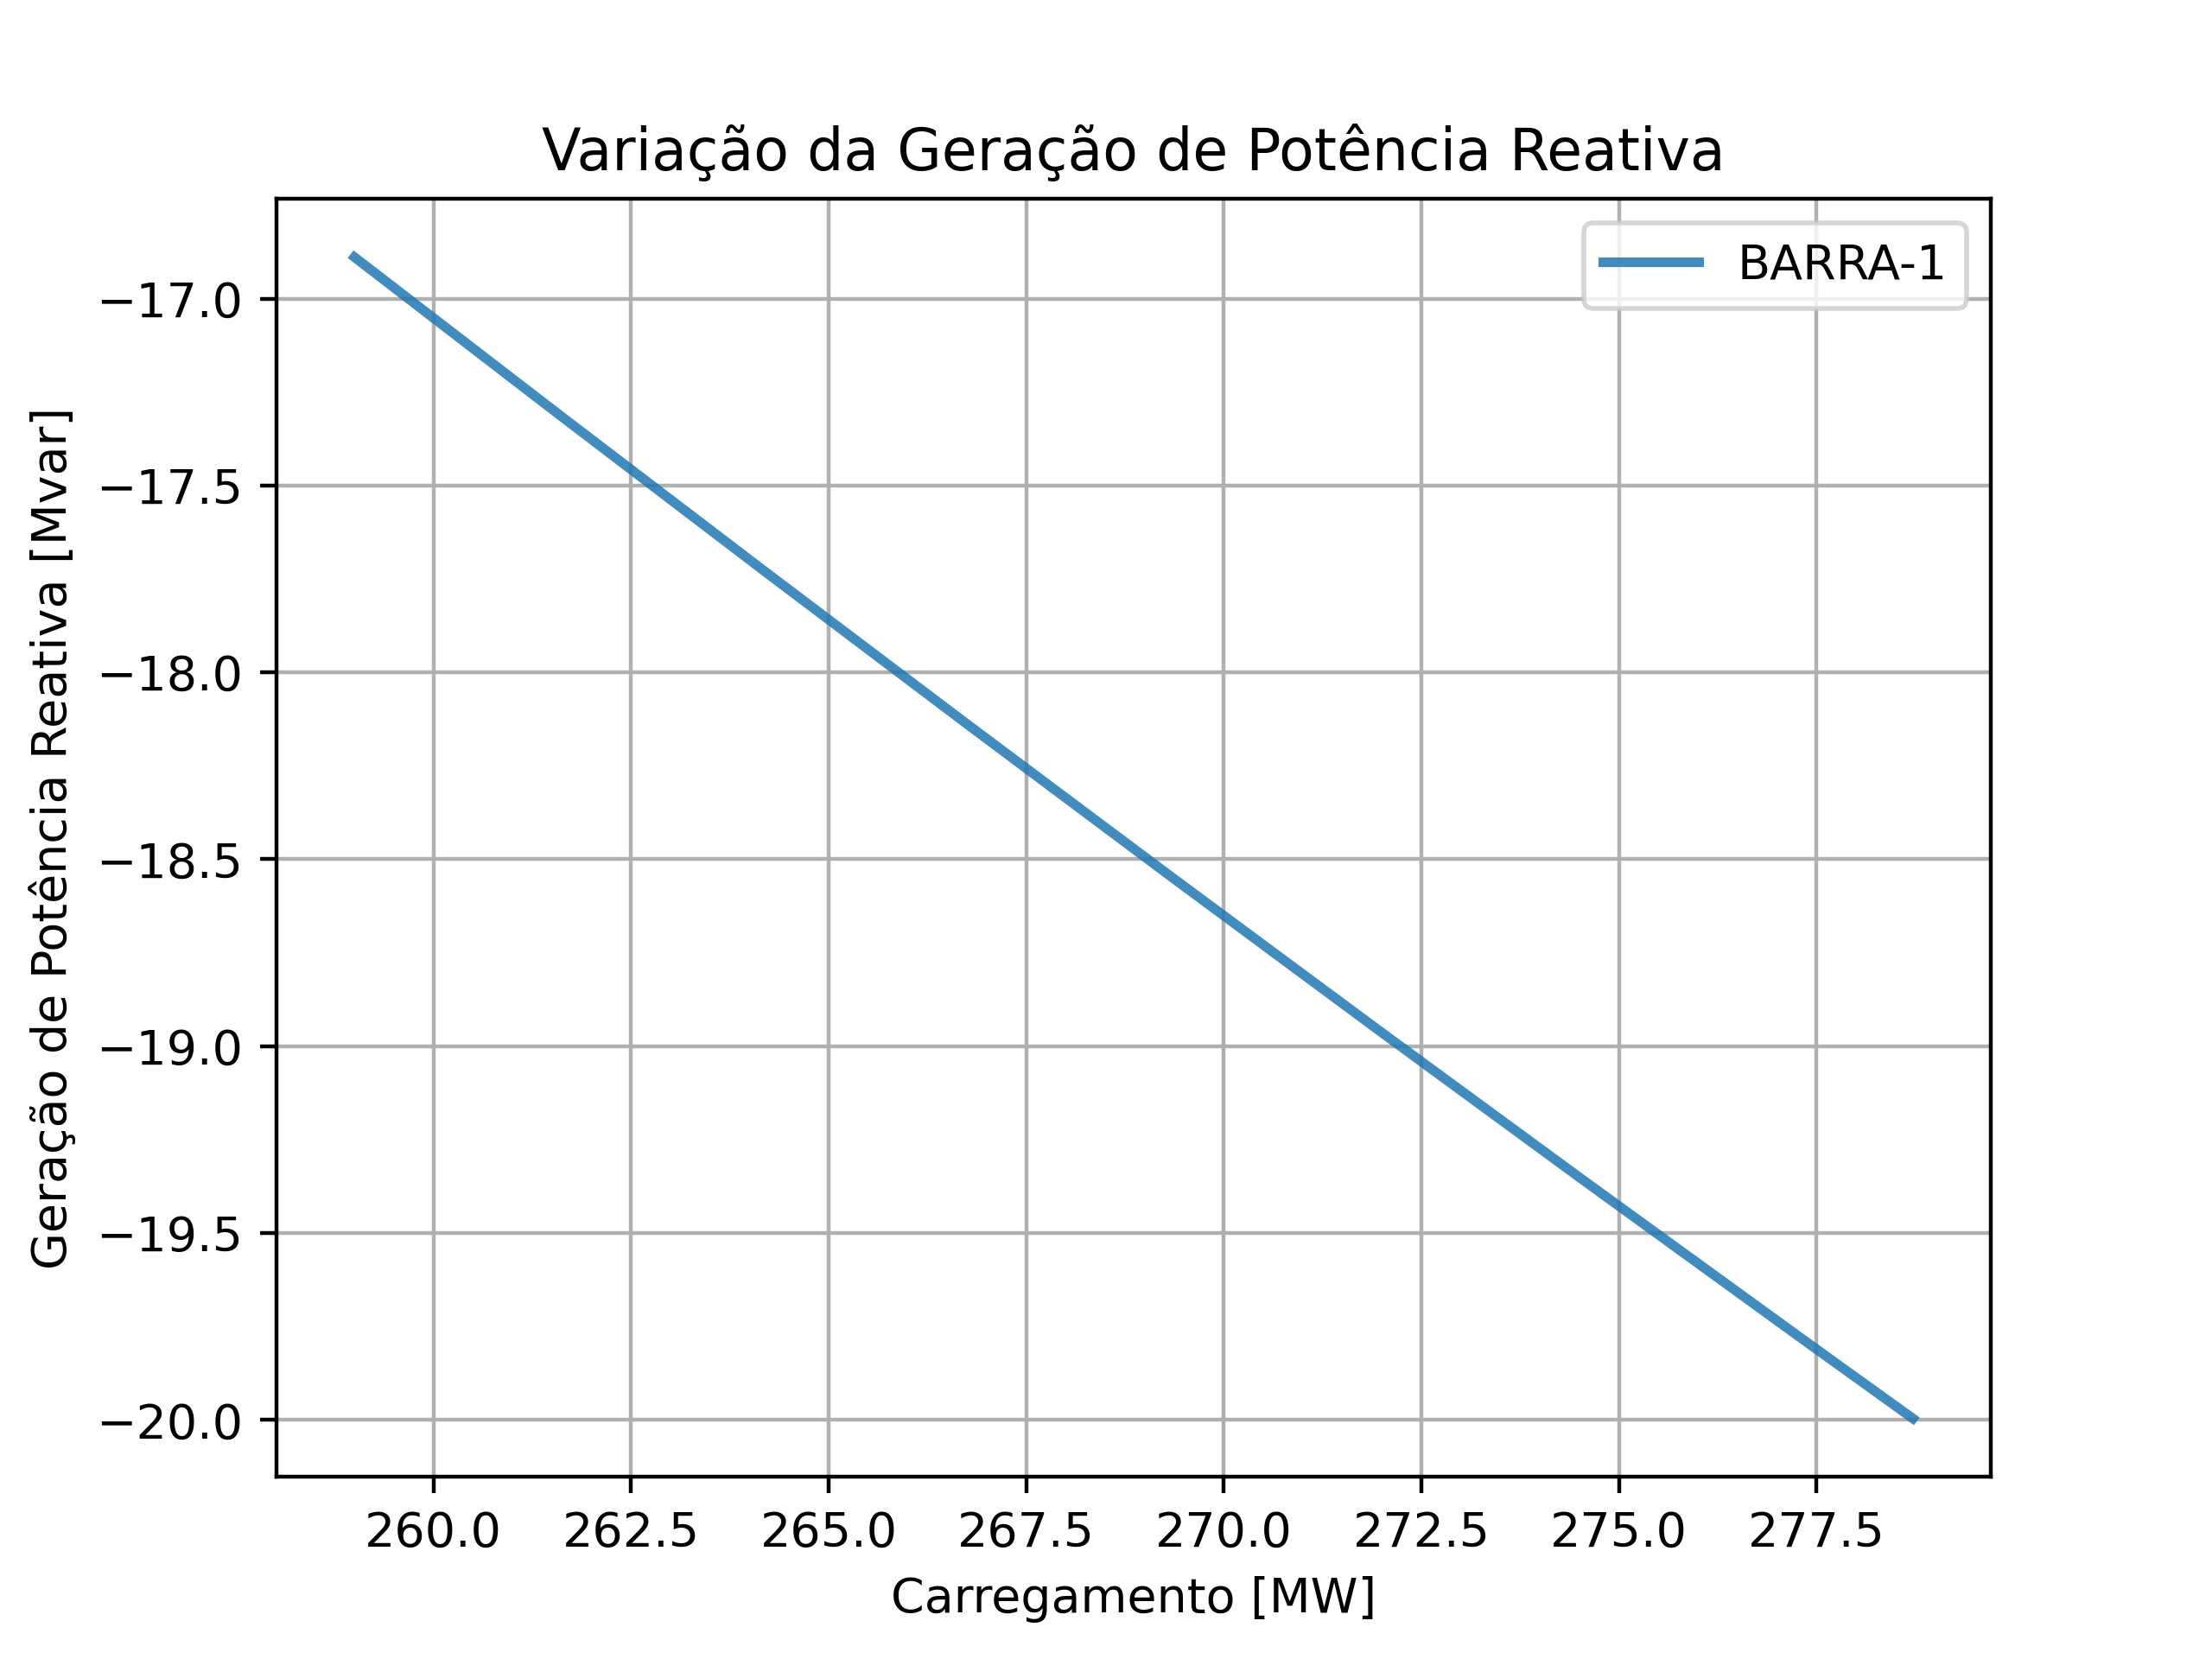 Variação da Geração de Potência Reativa
BARRA-1
Geração de Potência Reativa [Mvar]
−17.0
−17.5
−18.0
−18.5
−19.0
−19.5
−20.0
260.0 262.5 265.0 267.5 270.0 272.5 275.0 277.5
Carregamento [MW]